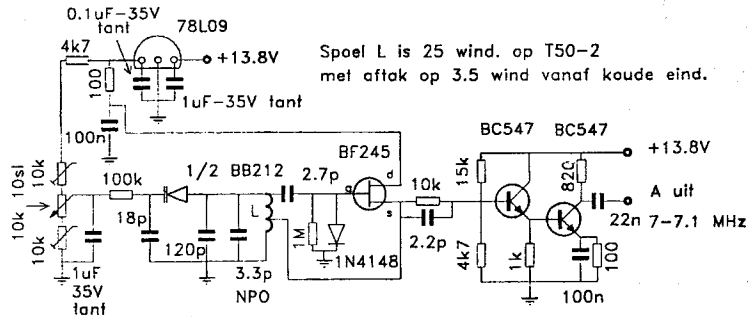 0.1uF-35V
tant
78L09
4k7
+13.8V
Spoel L is 25 wind. op T50-2
met aftak op 3.5 wind vanaf koude eind.
100
1uF-35V tant
100n
BC547 BC547
BF245
+13.8V
10sl
10k
1/2 BB212
2.7p
d
15k
820
100k
g
10k
A uit
10k
L
s
22n
7-7.1 MHz
18p
1M
2.2p
10k
120p
1N4148
4k7
1k
100
1uF
35V
tant
3.3p
NPO
100n